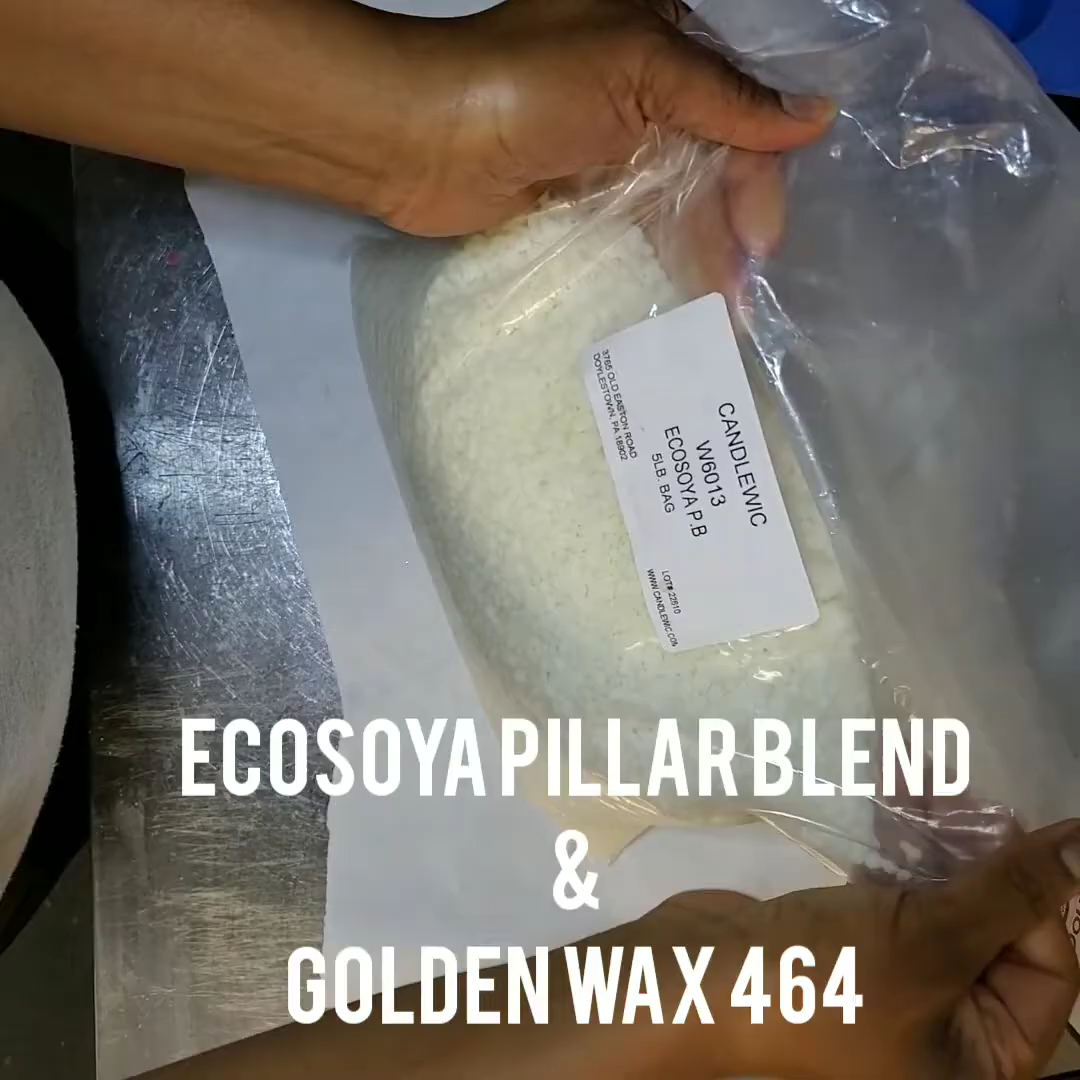 CANDLEWIC
W6013
ECOSOYA P.B
5LB. BAG
3765 OLD EASTON ROAD
DOYLESTOWN, PA 18902
LOT# 22610
WWW.CANDLEWIC.COM
ECOSOYA PILLAR BLEND
&
GOLDEN WAX 464